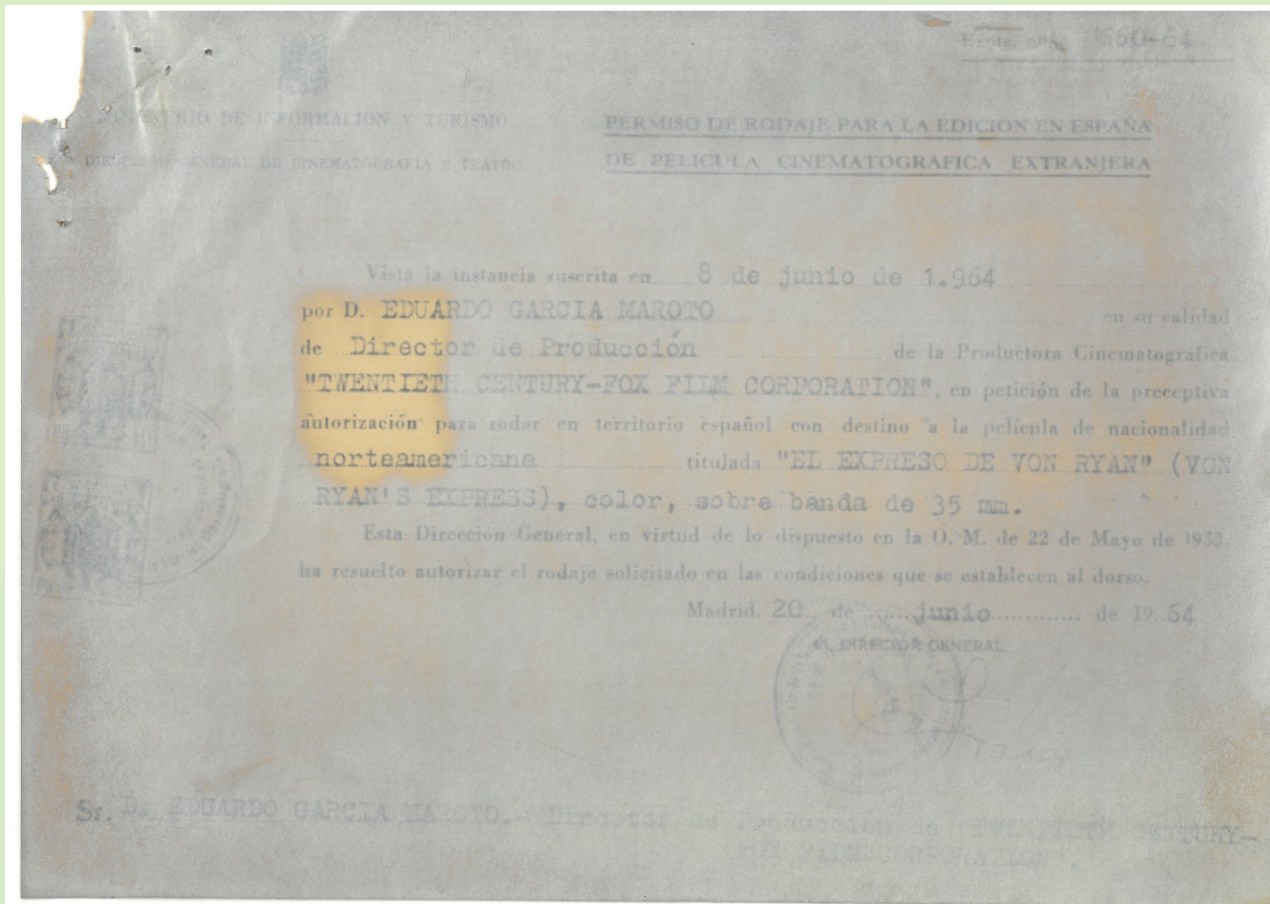 Expte. núm. 1660-64
MINISTERIO DE INFORMACION Y TURISMO
DIRECCION GENERAL DE CINEMATOGRAFIA Y TEATRO
PERMISO DE RODAJE PARA LA EDICION EN ESPAÑA
DE PELICULA CINEMATOGRAFICA EXTRANJERA
Vista la instancia suscrita en 8 de junio de 1.964
por D. EDUARDO GARCIA MAROTO en su calidad
de Director de Producción de la Productora Cinematográfica
"TWENTIETH CENTURY-FOX FILM CORPORATION", en petición de la preceptiva
autorización para rodar en territorio español con destino a la película de nacionalidad
norteamericana titulada "EL EXPRESO DE VON RYAN" (VON
RYAN'S EXPRESS), color, sobre banda de 35 mm.
Esta Dirección General, en virtud de lo dispuesto en la O. M. de 22 de Mayo de 1953,
ha resuelto autorizar el rodaje solicitado en las condiciones que se establecen al dorso.
Madrid, 20 de junio de 19 64
EL DIRECTOR GENERAL
Sr. D. EDUARDO GARCIA MAROTO.- Director de Producción de "TWENTIETH CENTURY-
FOX FILM CORPORATION".